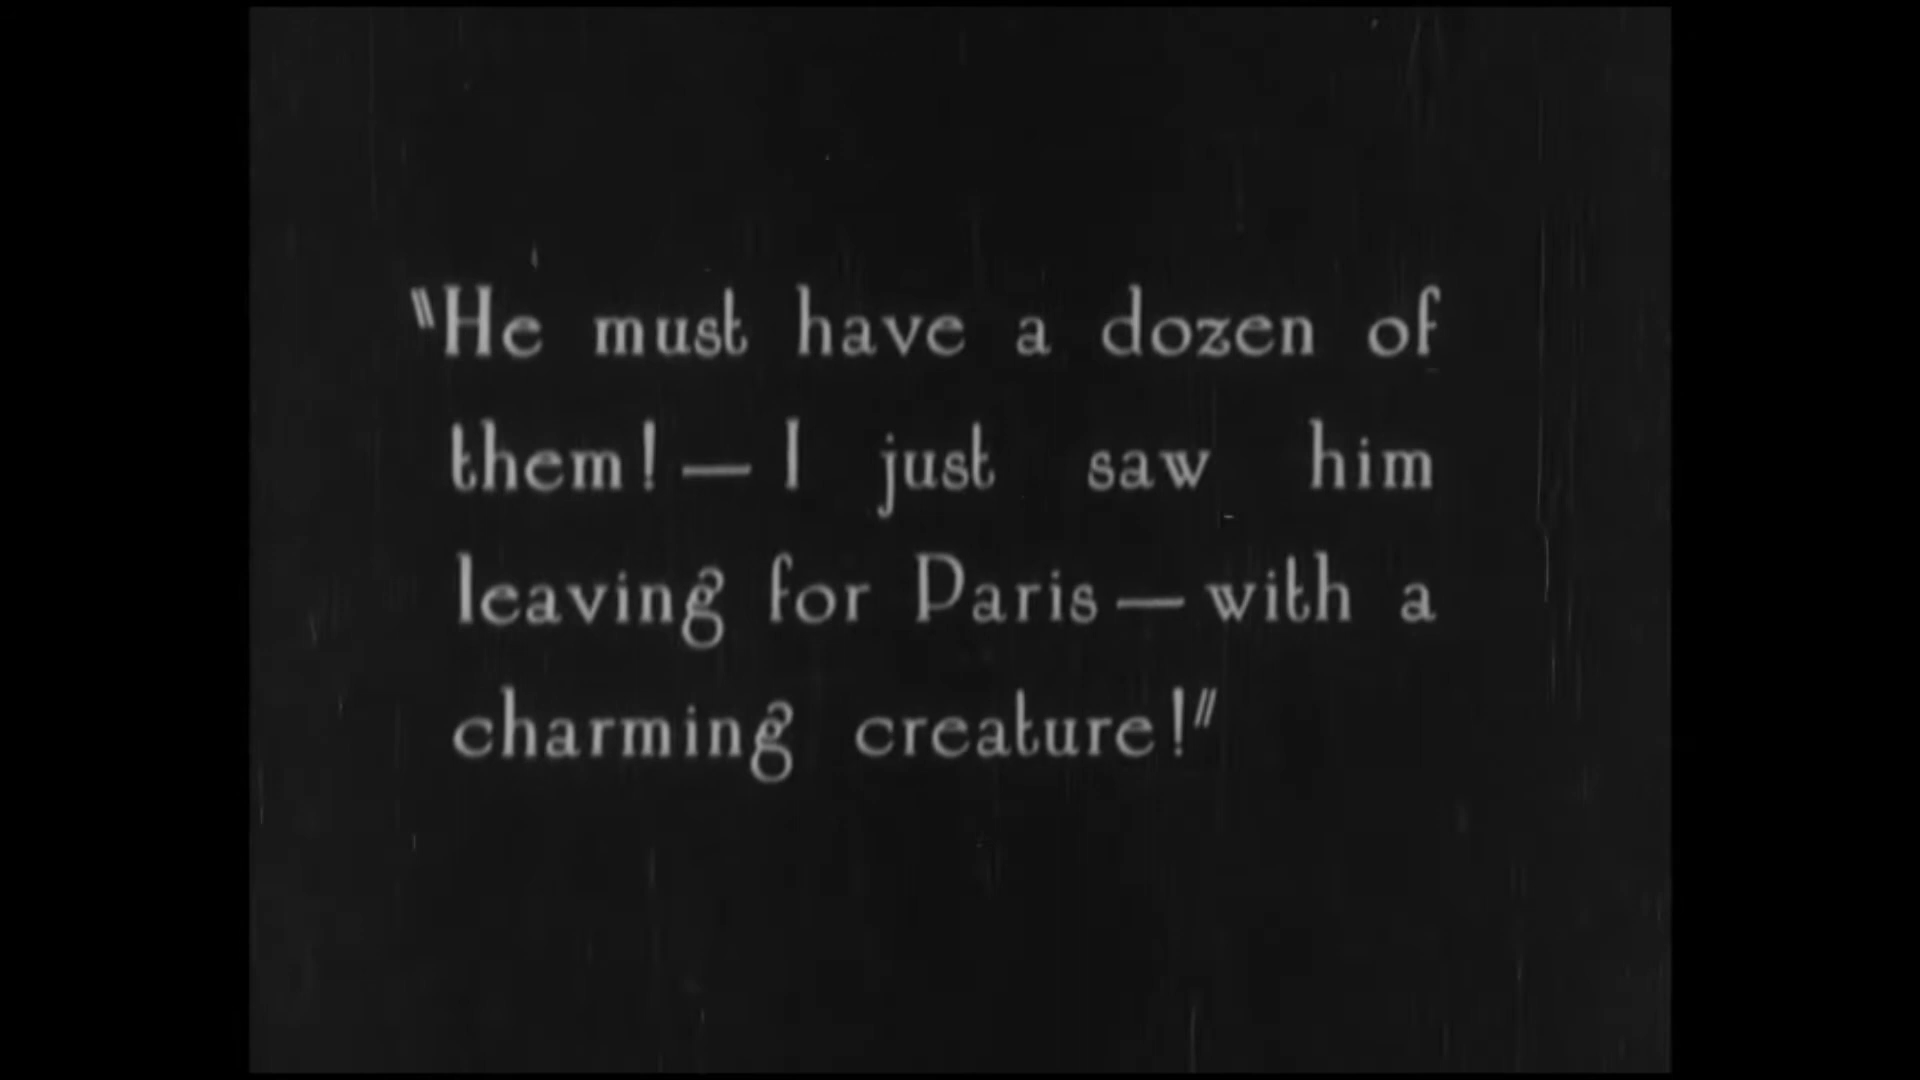 "He must have a dozen of
them! — I just saw him
leaving for Paris — with a
charming creature!"